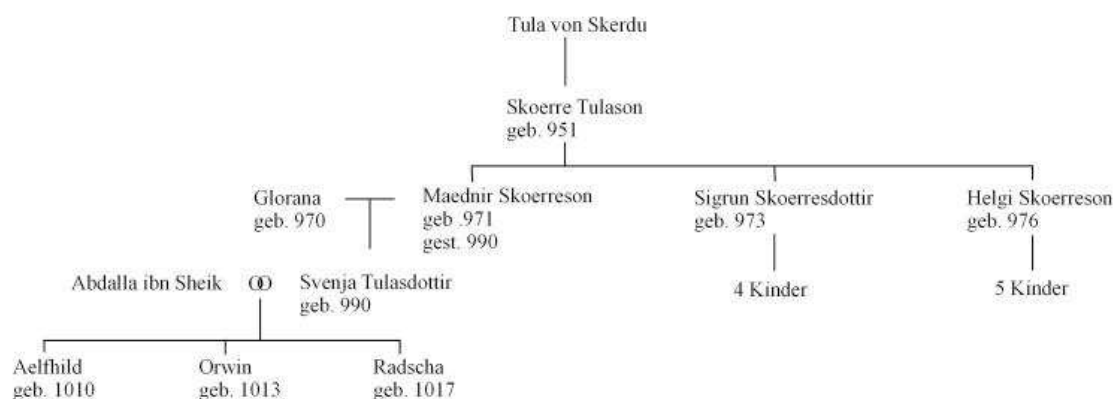 Tula von Skerdu
Skoerre Tulason
geb. 951
Glorana
geb. 970
Maednir Skoerreson
geb .971
gest. 990
Sigrun Skoerresdottir
geb. 973
Helgi Skoerreson
geb. 976
Abdalla ibn Sheik
Svenja Tulasdottir
geb. 990
4 Kinder
5 Kinder
Aelfhild
geb. 1010
Orwin
geb. 1013
Radscha
geb. 1017